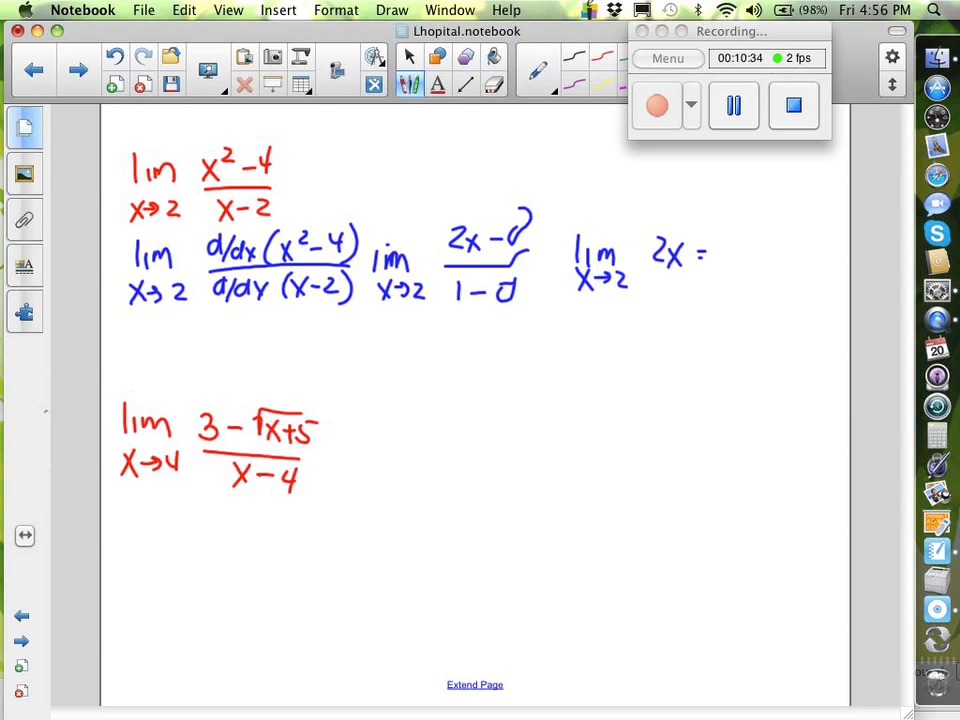 Notebook File Edit View Insert Format Draw Window Help (98%) Fri 4:56 PM
Lhopital.notebook
Recording...
Menu 00:10:34 2 fps
lim x²-4
x→2 x-2
lim d/dx (x²-4) lim 2x-0 lim 2x =
x→2 d/dx (x-2) x→2 1-0 x→2
lim 3-√x+5
x→4 x-4
Extend Page
20